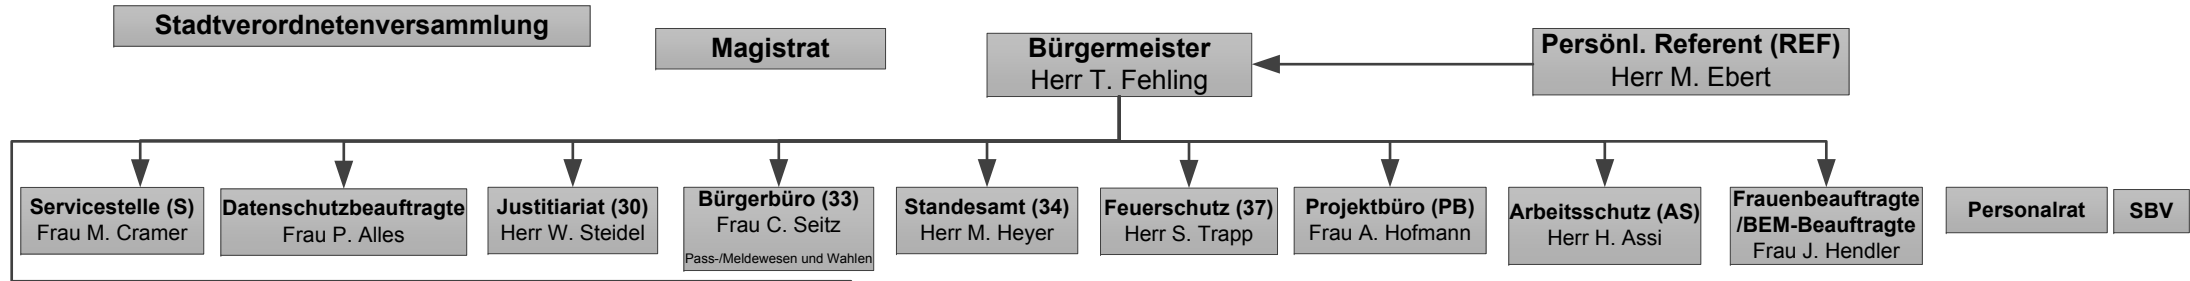 Stadtverordnetenversammlung
Magistrat
Bürgermeister
Herr T. Fehling
Persönl. Referent (REF)
Herr M. Ebert
Servicestelle (S)
Frau M. Cramer
Datenschutzbeauftragte
Frau P. Alles
Justitiariat (30)
Herr W. Steidel
Bürgerbüro (33)
Frau C. Seitz
Pass-/Meldewesen und Wahlen
Standesamt (34)
Herr M. Heyer
Feuerschutz (37)
Herr S. Trapp
Projektbüro (PB)
Frau A. Hofmann
Arbeitsschutz (AS)
Herr H. Assi
Frauenbeauftragte
/BEM-Beauftragte
Frau J. Hendler
Personalrat
SBV